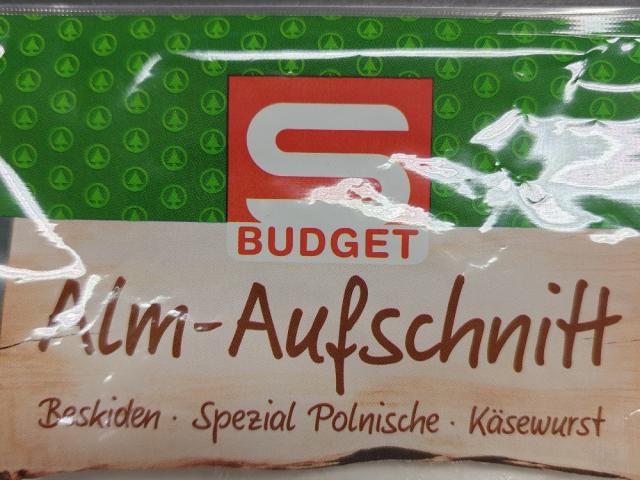 S
BUDGET
Alm-Aufschnitt
Beskiden · Spezial Polnische · Käsewurst